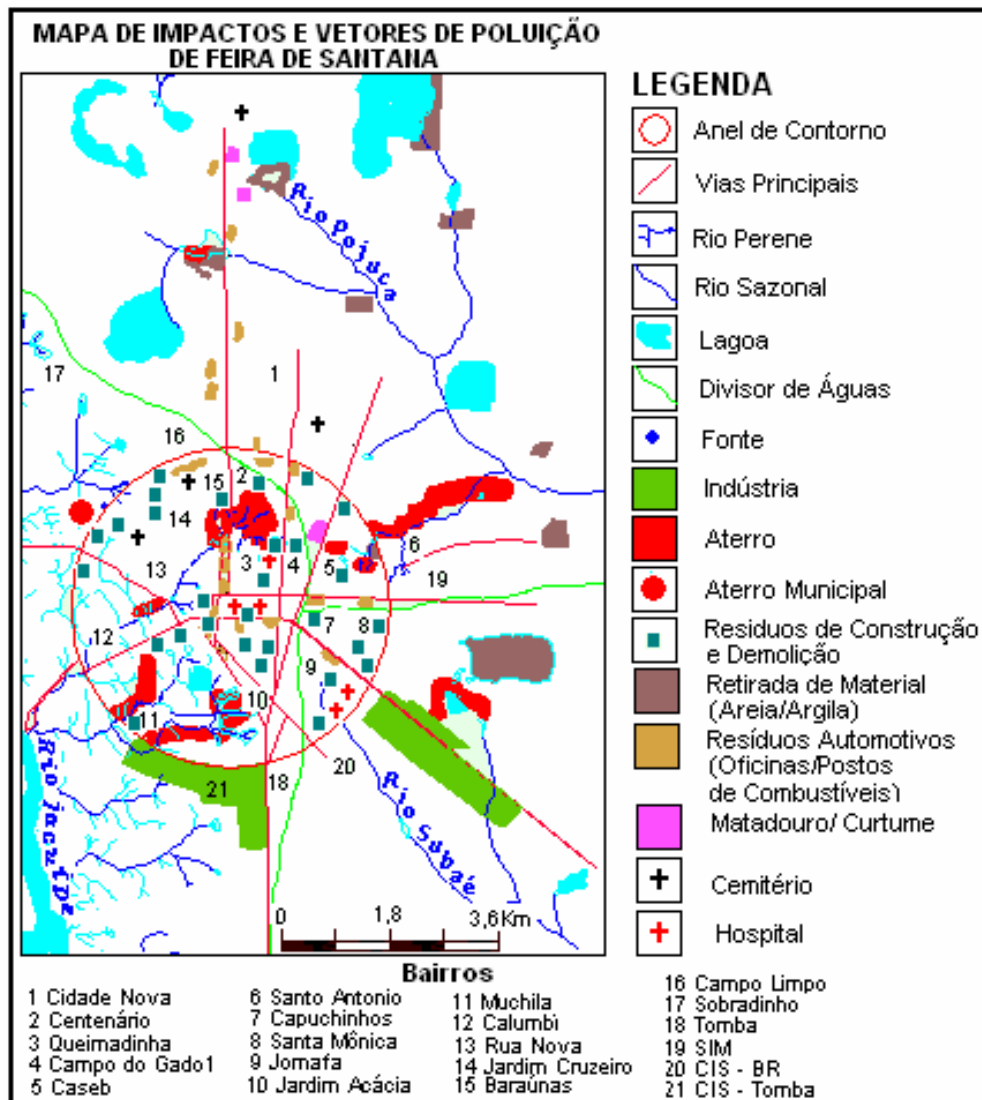 MAPA DE IMPACTOS E VETORES DE POLUIÇÃO
DE FEIRA DE SANTANA
LEGENDA
Anel de Contorno
Vias Principais
Rio Perene
Rio Sazonal
Lagoa
Divisor de Águas
Fonte
Indústria
Aterro
Aterro Municipal
Resíduos de Construção
e Demolição
Retirada de Material
(Areia/Argila)
Resíduos Automotivos
(Oficinas/Postos
de Combustíveis)
Matadouro/ Curtume
Cemitério
Hospital
Rio Pojuca
1
17
16
15
2
14
3
4
5
6
13
19
12
7
8
9
10
11
18
20
21
Rio Jacuípe
Rio Subaé
0
1,8
3,6Km
Bairros
1 Cidade Nova
2 Centenário
3 Queimadinha
4 Campo do Gado1
5 Caseb
6 Santo Antonio
7 Capuchinhos
8 Santa Mônica
9 Jomafa
10 Jardim Acácia
11 Muchila
12 Calumbi
13 Rua Nova
14 Jardim Cruzeiro
15 Baraúnas
16 Campo Limpo
17 Sobradinho
18 Tomba
19 SIM
20 CIS - BR
21 CIS - Tomba